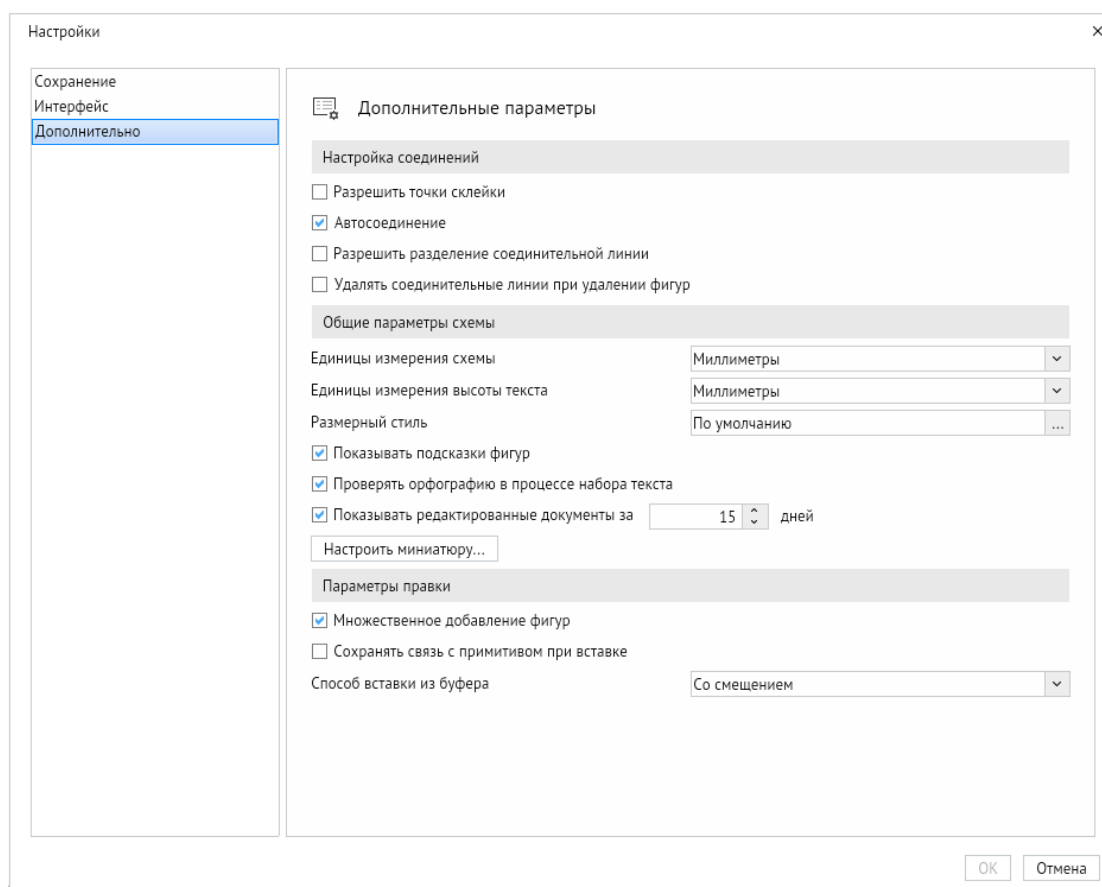 Настройки
Сохранение
Интерфейс
Дополнительно
Дополнительные параметры
Настройка соединений
Разрешить точки склейки
Автосоединение
Разрешить разделение соединительной линии
Удалять соединительные линии при удалении фигур
Общие параметры схемы
Единицы измерения схемы Миллиметры
Единицы измерения высоты текста Миллиметры
Размерный стиль По умолчанию ...
Показывать подсказки фигур
Проверять орфографию в процессе набора текста
Показывать редактированные документы за 15 дней
Настроить миниатюру...
Параметры правки
Множественное добавление фигур
Сохранять связь с примитивом при вставке
Способ вставки из буфера Со смещением
ОК Отмена